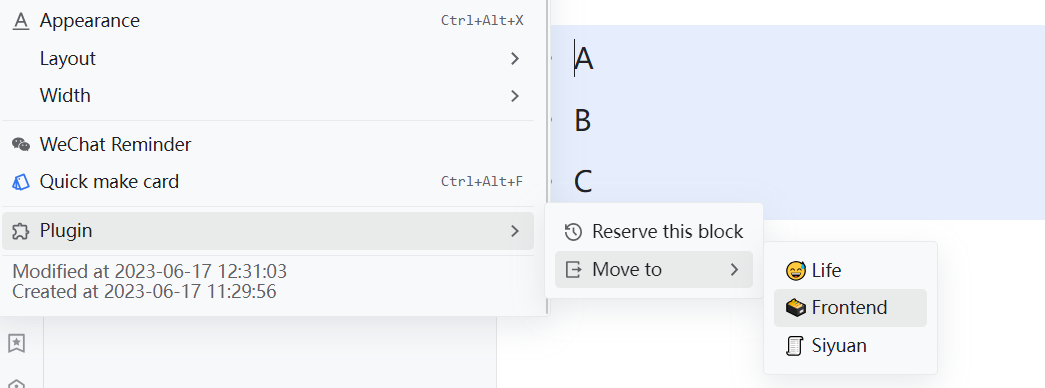 Appearance Ctrl+Alt+X
Layout
Width
WeChat Reminder
Quick make card Ctrl+Alt+F
Plugin
Modified at 2023-06-17 12:31:03
Created at 2023-06-17 11:29:56
A
B
C
Reserve this block
Move to
Life
Frontend
Siyuan